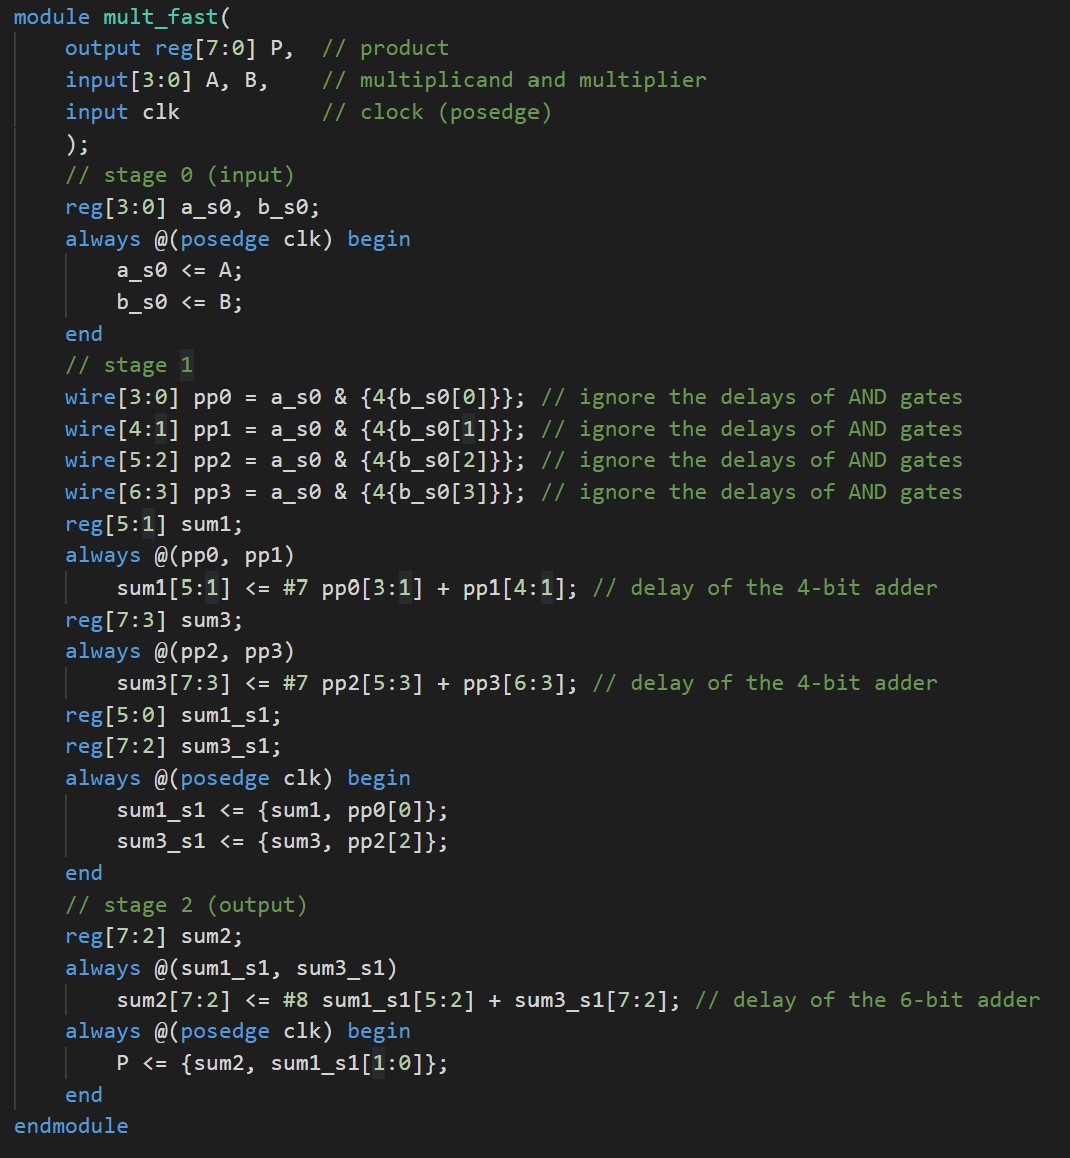 module mult_fast(
    output reg[7:0] P,  // product
    input[3:0] A, B,    // multiplicand and multiplier
    input clk           // clock (posedge)
    );
    // stage 0 (input)
    reg[3:0] a_s0, b_s0;
    always @(posedge clk) begin
        a_s0 <= A;
        b_s0 <= B;
    end
    // stage 1
    wire[3:0] pp0 = a_s0 & {4{b_s0[0]}}; // ignore the delays of AND gates
    wire[4:1] pp1 = a_s0 & {4{b_s0[1]}}; // ignore the delays of AND gates
    wire[5:2] pp2 = a_s0 & {4{b_s0[2]}}; // ignore the delays of AND gates
    wire[6:3] pp3 = a_s0 & {4{b_s0[3]}}; // ignore the delays of AND gates
    reg[5:1] sum1;
    always @(pp0, pp1)
        sum1[5:1] <= #7 pp0[3:1] + pp1[4:1]; // delay of the 4-bit adder
    reg[7:3] sum3;
    always @(pp2, pp3)
        sum3[7:3] <= #7 pp2[5:3] + pp3[6:3]; // delay of the 4-bit adder
    reg[5:0] sum1_s1;
    reg[7:2] sum3_s1;
    always @(posedge clk) begin
        sum1_s1 <= {sum1, pp0[0]};
        sum3_s1 <= {sum3, pp2[2]};
    end
    // stage 2 (output)
    reg[7:2] sum2;
    always @(sum1_s1, sum3_s1)
        sum2[7:2] <= #8 sum1_s1[5:2] + sum3_s1[7:2]; // delay of the 6-bit adder
    always @(posedge clk) begin
        P <= {sum2, sum1_s1[1:0]};
    end
endmodule